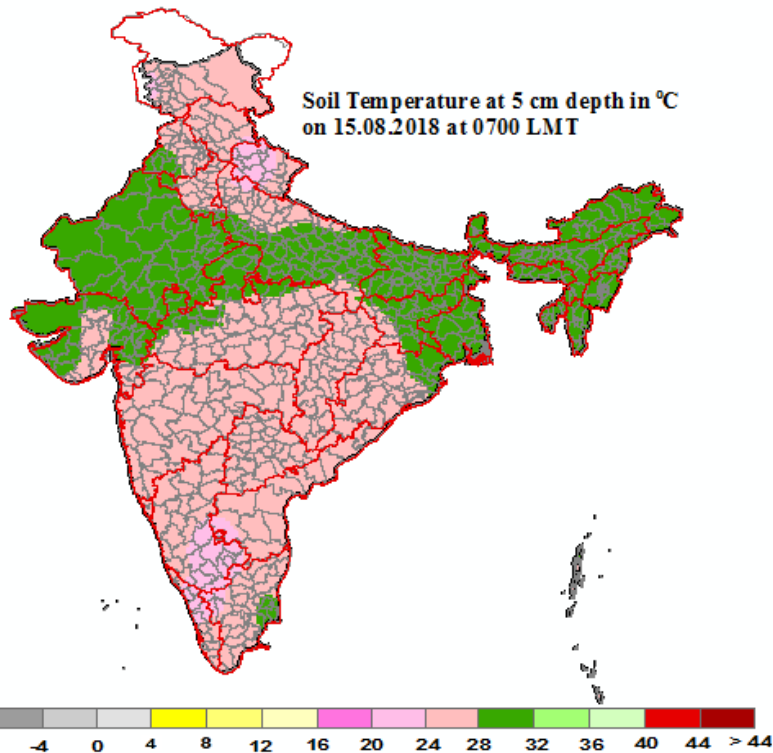 Soil Temperature at 5 cm depth in ⁰C
on 15.08.2018 at 0700 LMT
-4 0 4 8 12 16 20 24 28 32 36 40 44 > 44